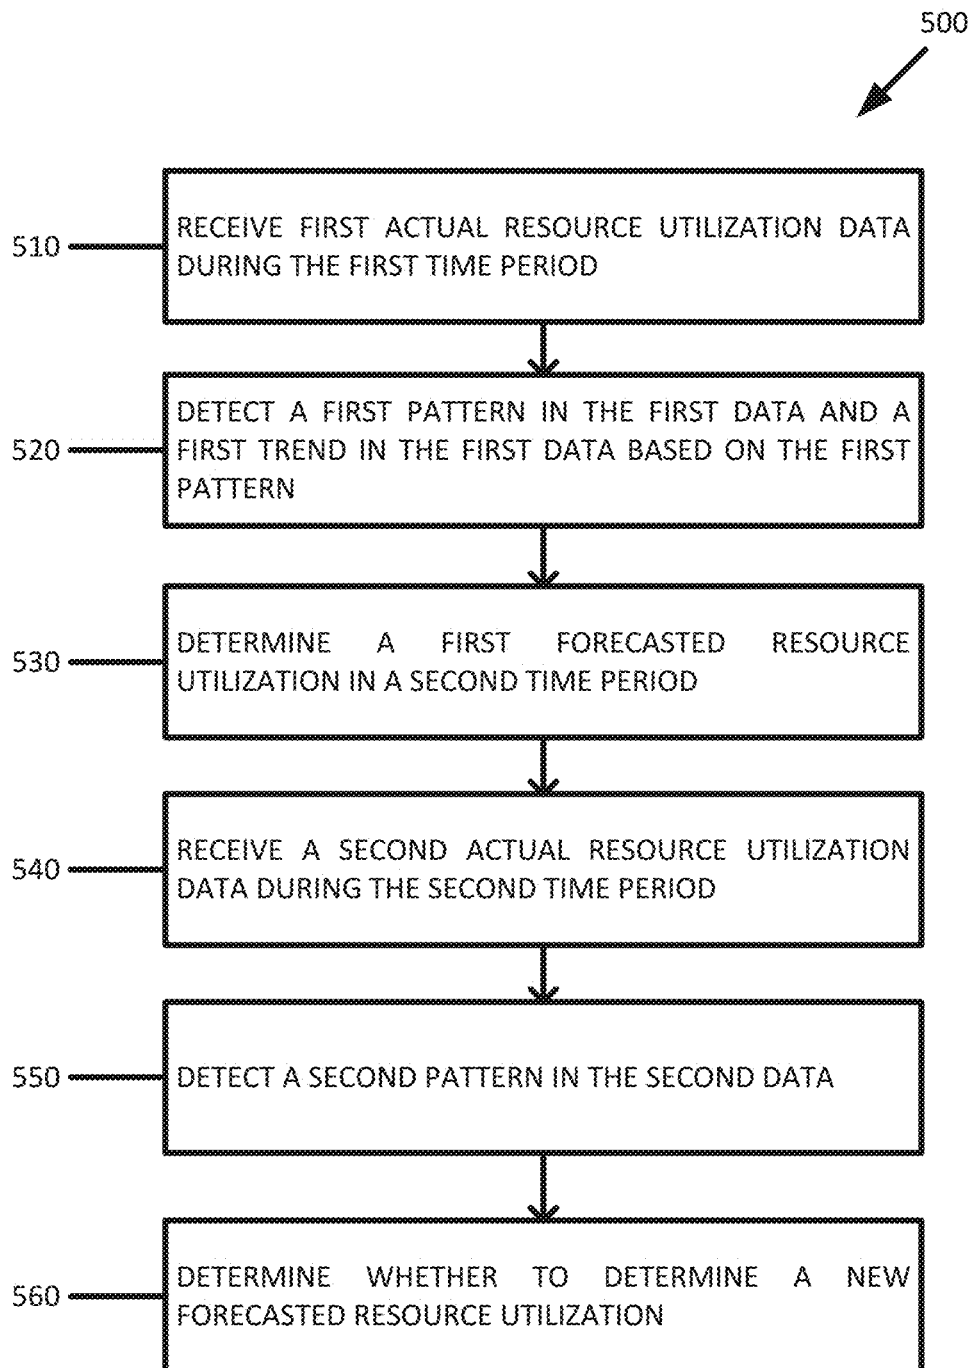 500
510
RECEIVE FIRST ACTUAL RESOURCE UTILIZATION DATA
DURING THE FIRST TIME PERIOD
520
DETECT A FIRST PATTERN IN THE FIRST DATA AND A
FIRST TREND IN THE FIRST DATA BASED ON THE FIRST
PATTERN
530
DETERMINE A FIRST FORECASTED RESOURCE
UTILIZATION IN A SECOND TIME PERIOD
540
RECEIVE A SECOND ACTUAL RESOURCE UTILIZATION
DATA DURING THE SECOND TIME PERIOD
550
DETECT A SECOND PATTERN IN THE SECOND DATA
560
DETERMINE WHETHER TO DETERMINE A NEW
FORECASTED RESOURCE UTILIZATION